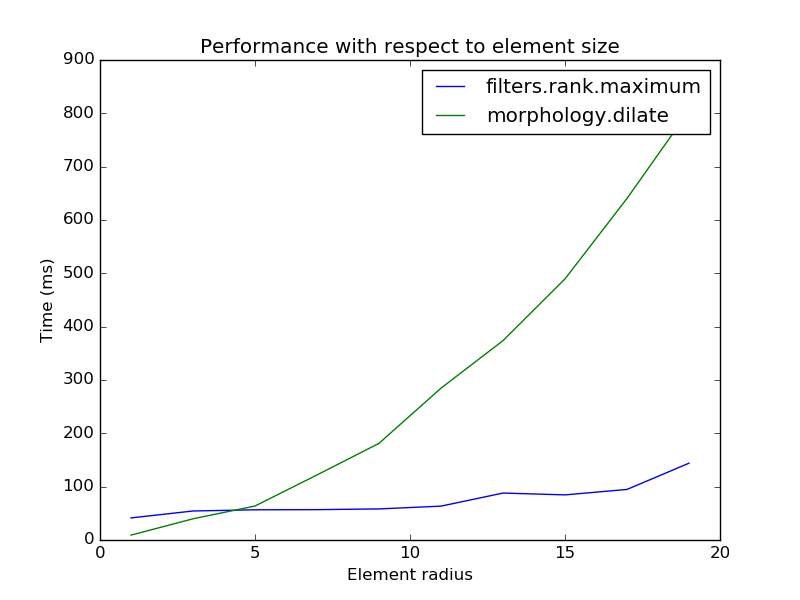 Performance with respect to element size
filters.rank.maximum
morphology.dilate
900
800
700
600
500
400
300
200
100
0
Time (ms)
0 5 10 15 20
Element radius